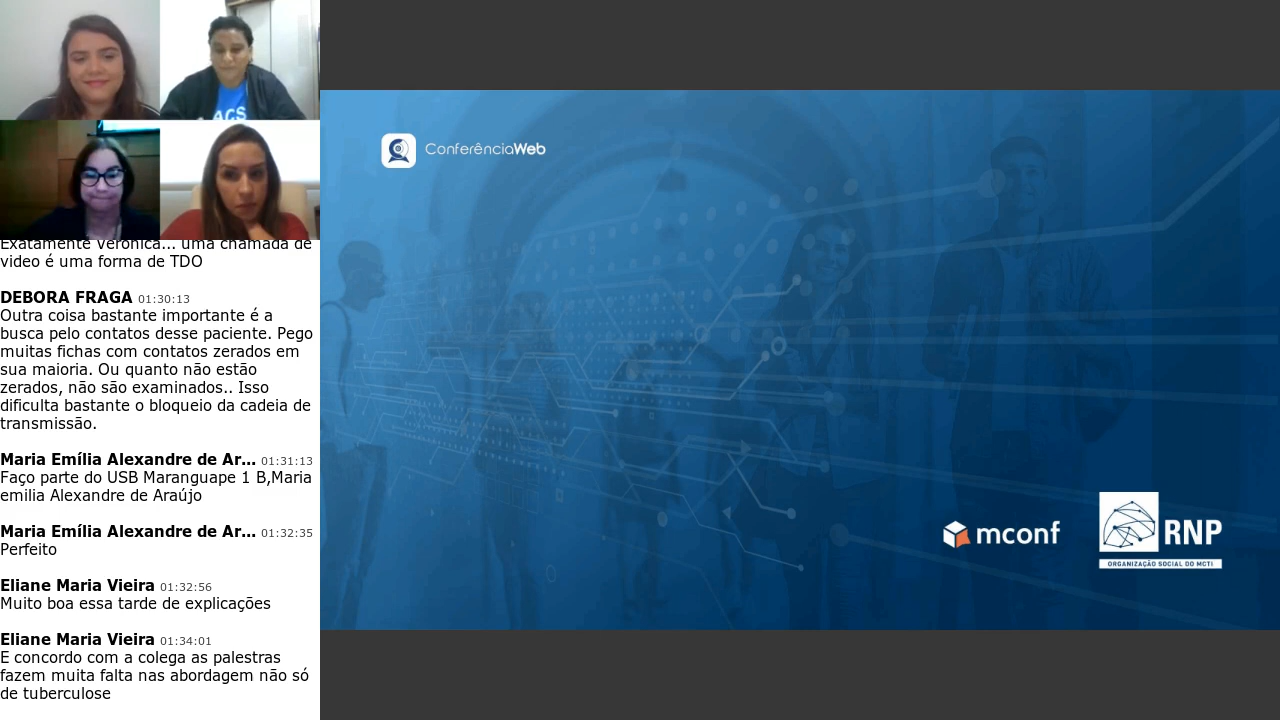 ACS
Exatamente Verônica... uma chamada de
video é uma forma de TDO
DEBORA FRAGA 01:30:13
Outra coisa bastante importante é a
busca pelo contatos desse paciente. Pego
muitas fichas com contatos zerados em
sua maioria. Ou quanto não estão
zerados, não são examinados.. Isso
dificulta bastante o bloqueio da cadeia de
transmissão.
Maria Emília Alexandre de Ar... 01:31:13
Faço parte do USB Maranguape 1 B,Maria
emilia Alexandre de Araújo
Maria Emília Alexandre de Ar... 01:32:35
Perfeito
Eliane Maria Vieira 01:32:56
Muito boa essa tarde de explicações
Eliane Maria Vieira 01:34:01
E concordo com a colega as palestras
fazem muita falta nas abordagem não só
de tuberculose
ConferênciaWeb
mconf
RNP
ORGANIZAÇÃO SOCIAL DO MCTI